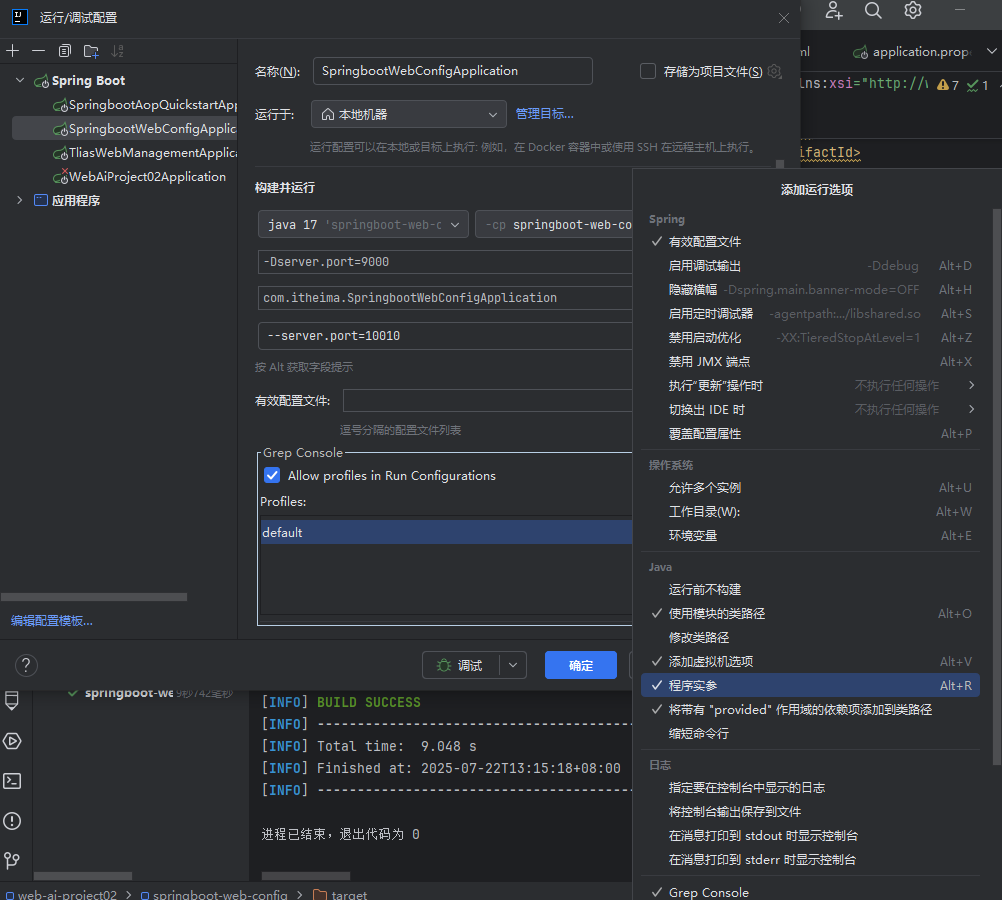 运行/调试配置
Spring Boot
SpringbootAopQuickstartApp
SpringbootWebConfigApplic
TliasWebManagementApplica
WebAiProject02Application
应用程序
编辑配置模板...
名称(N):
SpringbootWebConfigApplication
存储为项目文件(S)
运行于:
本地机器
管理目标...
运行配置可以在本地或目标上执行: 例如，在 Docker 容器中或使用 SSH 在远程主机上执行。
构建并运行
java 17 'springboot-web-c
-cp springboot-web-co
-Dserver.port=9000
com.itheima.SpringbootWebConfigApplication
--server.port=10010
按 Alt 获取字段提示
有效配置文件:
逗号分隔的配置文件列表
Grep Console
Allow profiles in Run Configurations
Profiles:
default
?
调试
确定
ml
application.prop
lns:xsi="http://
7
1
ifactId>
添加运行选项
Spring
有效配置文件
启用调试输出 -Ddebug Alt+D
隐藏横幅 -Dspring.main.banner-mode=OFF Alt+H
启用定时调试器 -agentpath:.../libshared.so Alt+S
禁用启动优化 -XX:TieredStopAtLevel=1 Alt+Z
禁用 JMX 端点 Alt+X
执行“更新”操作时 不执行任何操作
切换出 IDE 时 不执行任何操作
覆盖配置属性 Alt+P
操作系统
允许多个实例 Alt+U
工作目录(W): Alt+W
环境变量 Alt+E
Java
运行前不构建
使用模块的类路径 Alt+O
修改类路径
添加虚拟机选项 Alt+V
程序实参 Alt+R
将带有 "provided" 作用域的依赖项添加到类路径
缩短命令行
日志
指定要在控制台中显示的日志
将控制台输出保存到文件
在消息打印到 stdout 时显示控制台
在消息打印到 stderr 时显示控制台
Grep Console
springboot-we 9秒742毫秒
[INFO] BUILD SUCCESS
[INFO] ----------------------------------------
[INFO] Total time:  9.048 s
[INFO] Finished at: 2025-07-22T13:15:18+08:00
[INFO] ----------------------------------------
进程已结束，退出代码为 0
web-ai-project02
springboot-web-config
target